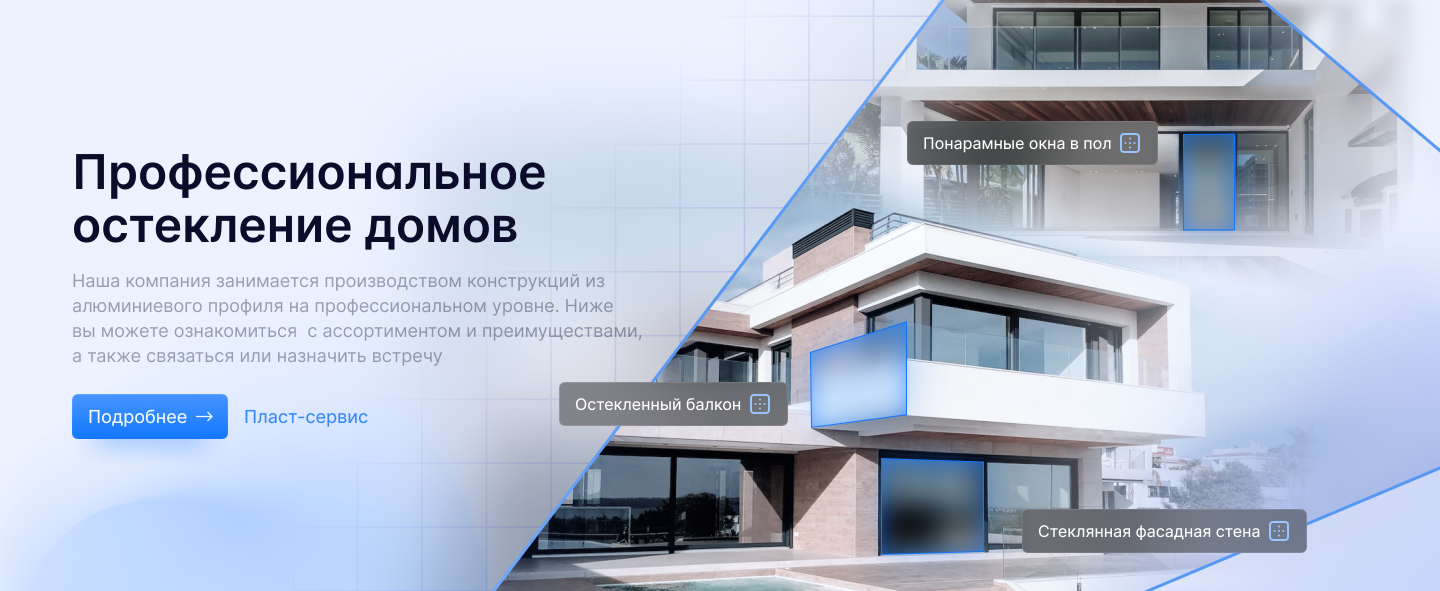 Профессиональное
остекление домов
Наша компания занимается производством конструкций из
алюминиевого профиля на профессиональном уровне. Ниже
вы можете ознакомиться  с ассортиментом и преимуществами,
а также связаться или назначить встречу
Подробнее →
Пласт-сервис
Понарамные окна в пол
Остекленный балкон
Стеклянная фасадная стена